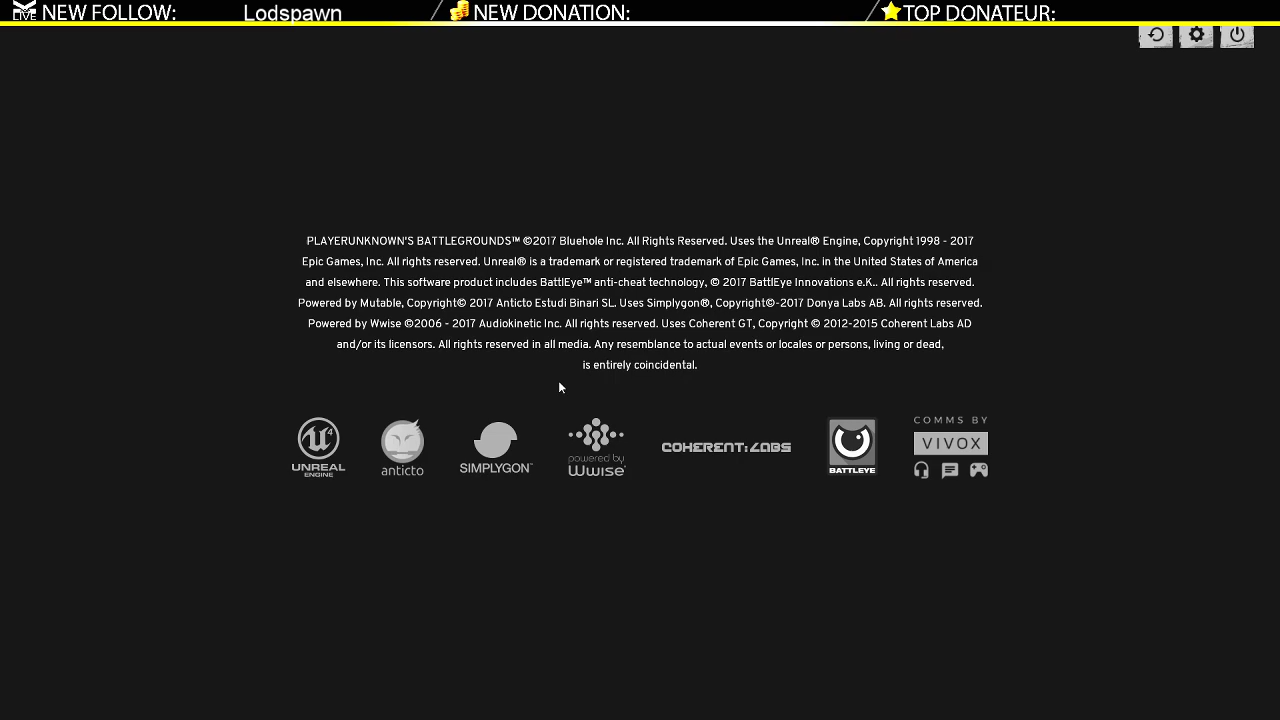 LIVE NEW FOLLOW: Lodspawn NEW DONATION: TOP DONATEUR:
PLAYERUNKNOWN'S BATTLEGROUNDS™ ©2017 Bluehole Inc. All Rights Reserved. Uses the Unreal® Engine, Copyright 1998 - 2017
Epic Games, Inc. All rights reserved. Unreal® is a trademark or registered trademark of Epic Games, Inc. in the United States of America
and elsewhere. This software product includes BattlEye™ anti-cheat technology, © 2017 BattlEye Innovations e.K.. All rights reserved.
Powered by Mutable, Copyright© 2017 Anticto Estudi Binari SL. Uses Simplygon®, Copyright©-2017 Donya Labs AB. All rights reserved.
Powered by Wwise ©2006 - 2017 Audiokinetic Inc. All rights reserved. Uses Coherent GT, Copyright © 2012-2015 Coherent Labs AD
and/or its licensors. All rights reserved in all media. Any resemblance to actual events or locales or persons, living or dead,
is entirely coincidental.
UNREAL
ENGINE
4
anticto
SIMPLYGON
powered by
Wwise
COHERENT:LABS
BATTLEYE
COMMS BY
VIVOX